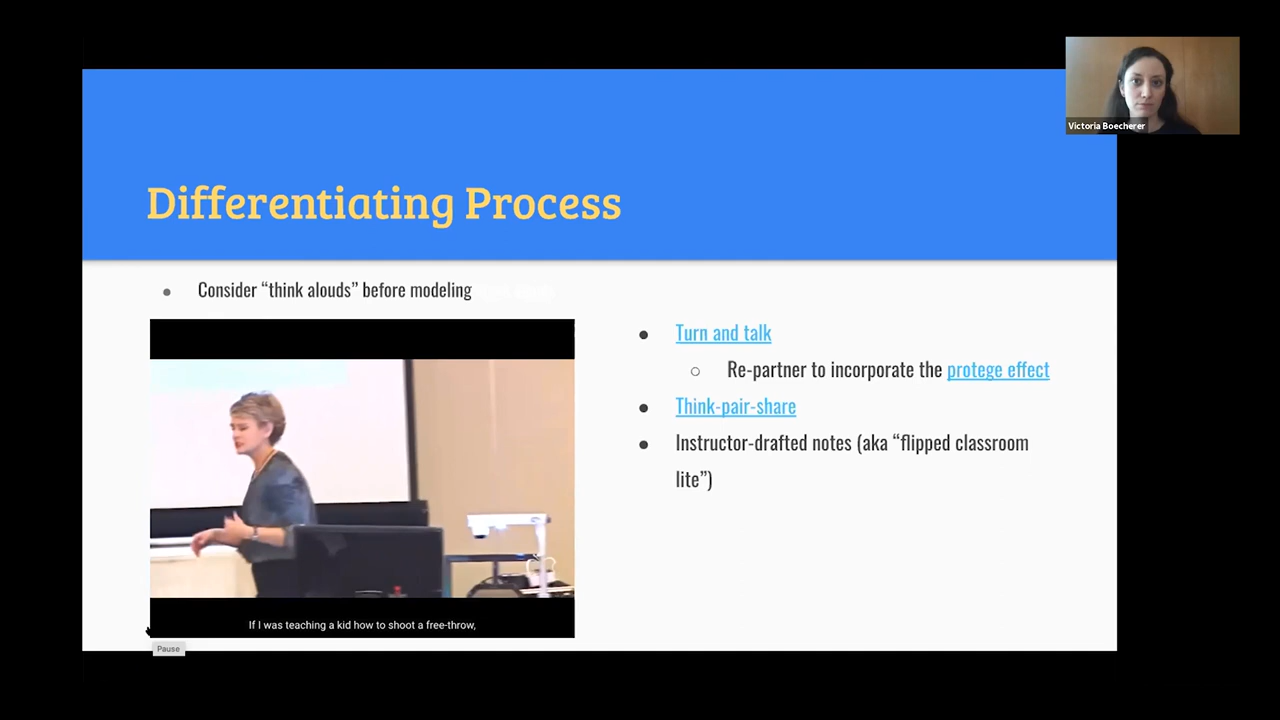 Victoria Boecherer
Differentiating Process
Consider “think alouds” before modeling
If I was teaching a kid how to shoot a free-throw,
Pause
Turn and talk
Re-partner to incorporate the protege effect
Think-pair-share
Instructor-drafted notes (aka “flipped classroom
lite”)